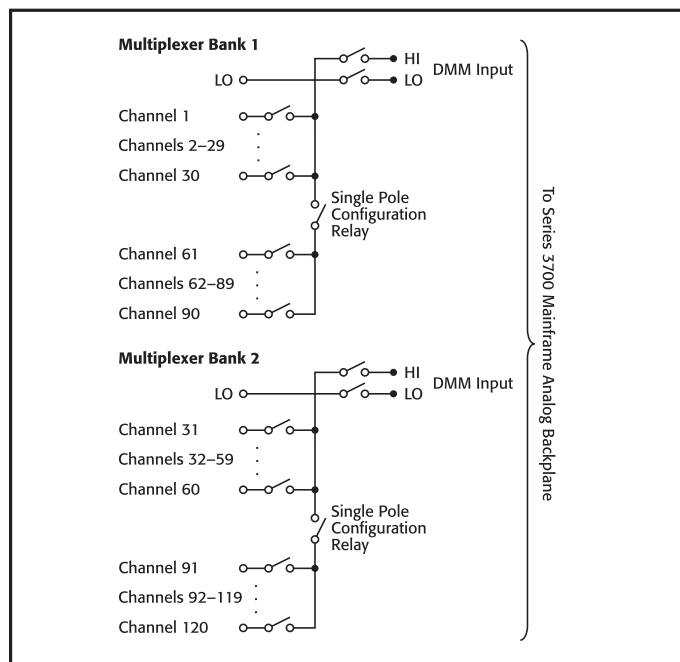 Multiplexer Bank 1
HI
LO
LO
DMM Input
Channel 1
Channels 2–29
Channel 30
Single Pole
Configuration
Relay
Channel 61
Channels 62–89
Channel 90
Multiplexer Bank 2
HI
LO
LO
DMM Input
Channel 31
Channels 32–59
Channel 60
Single Pole
Configuration
Relay
Channel 91
Channels 92–119
Channel 120
To Series 3700 Mainframe Analog Backplane